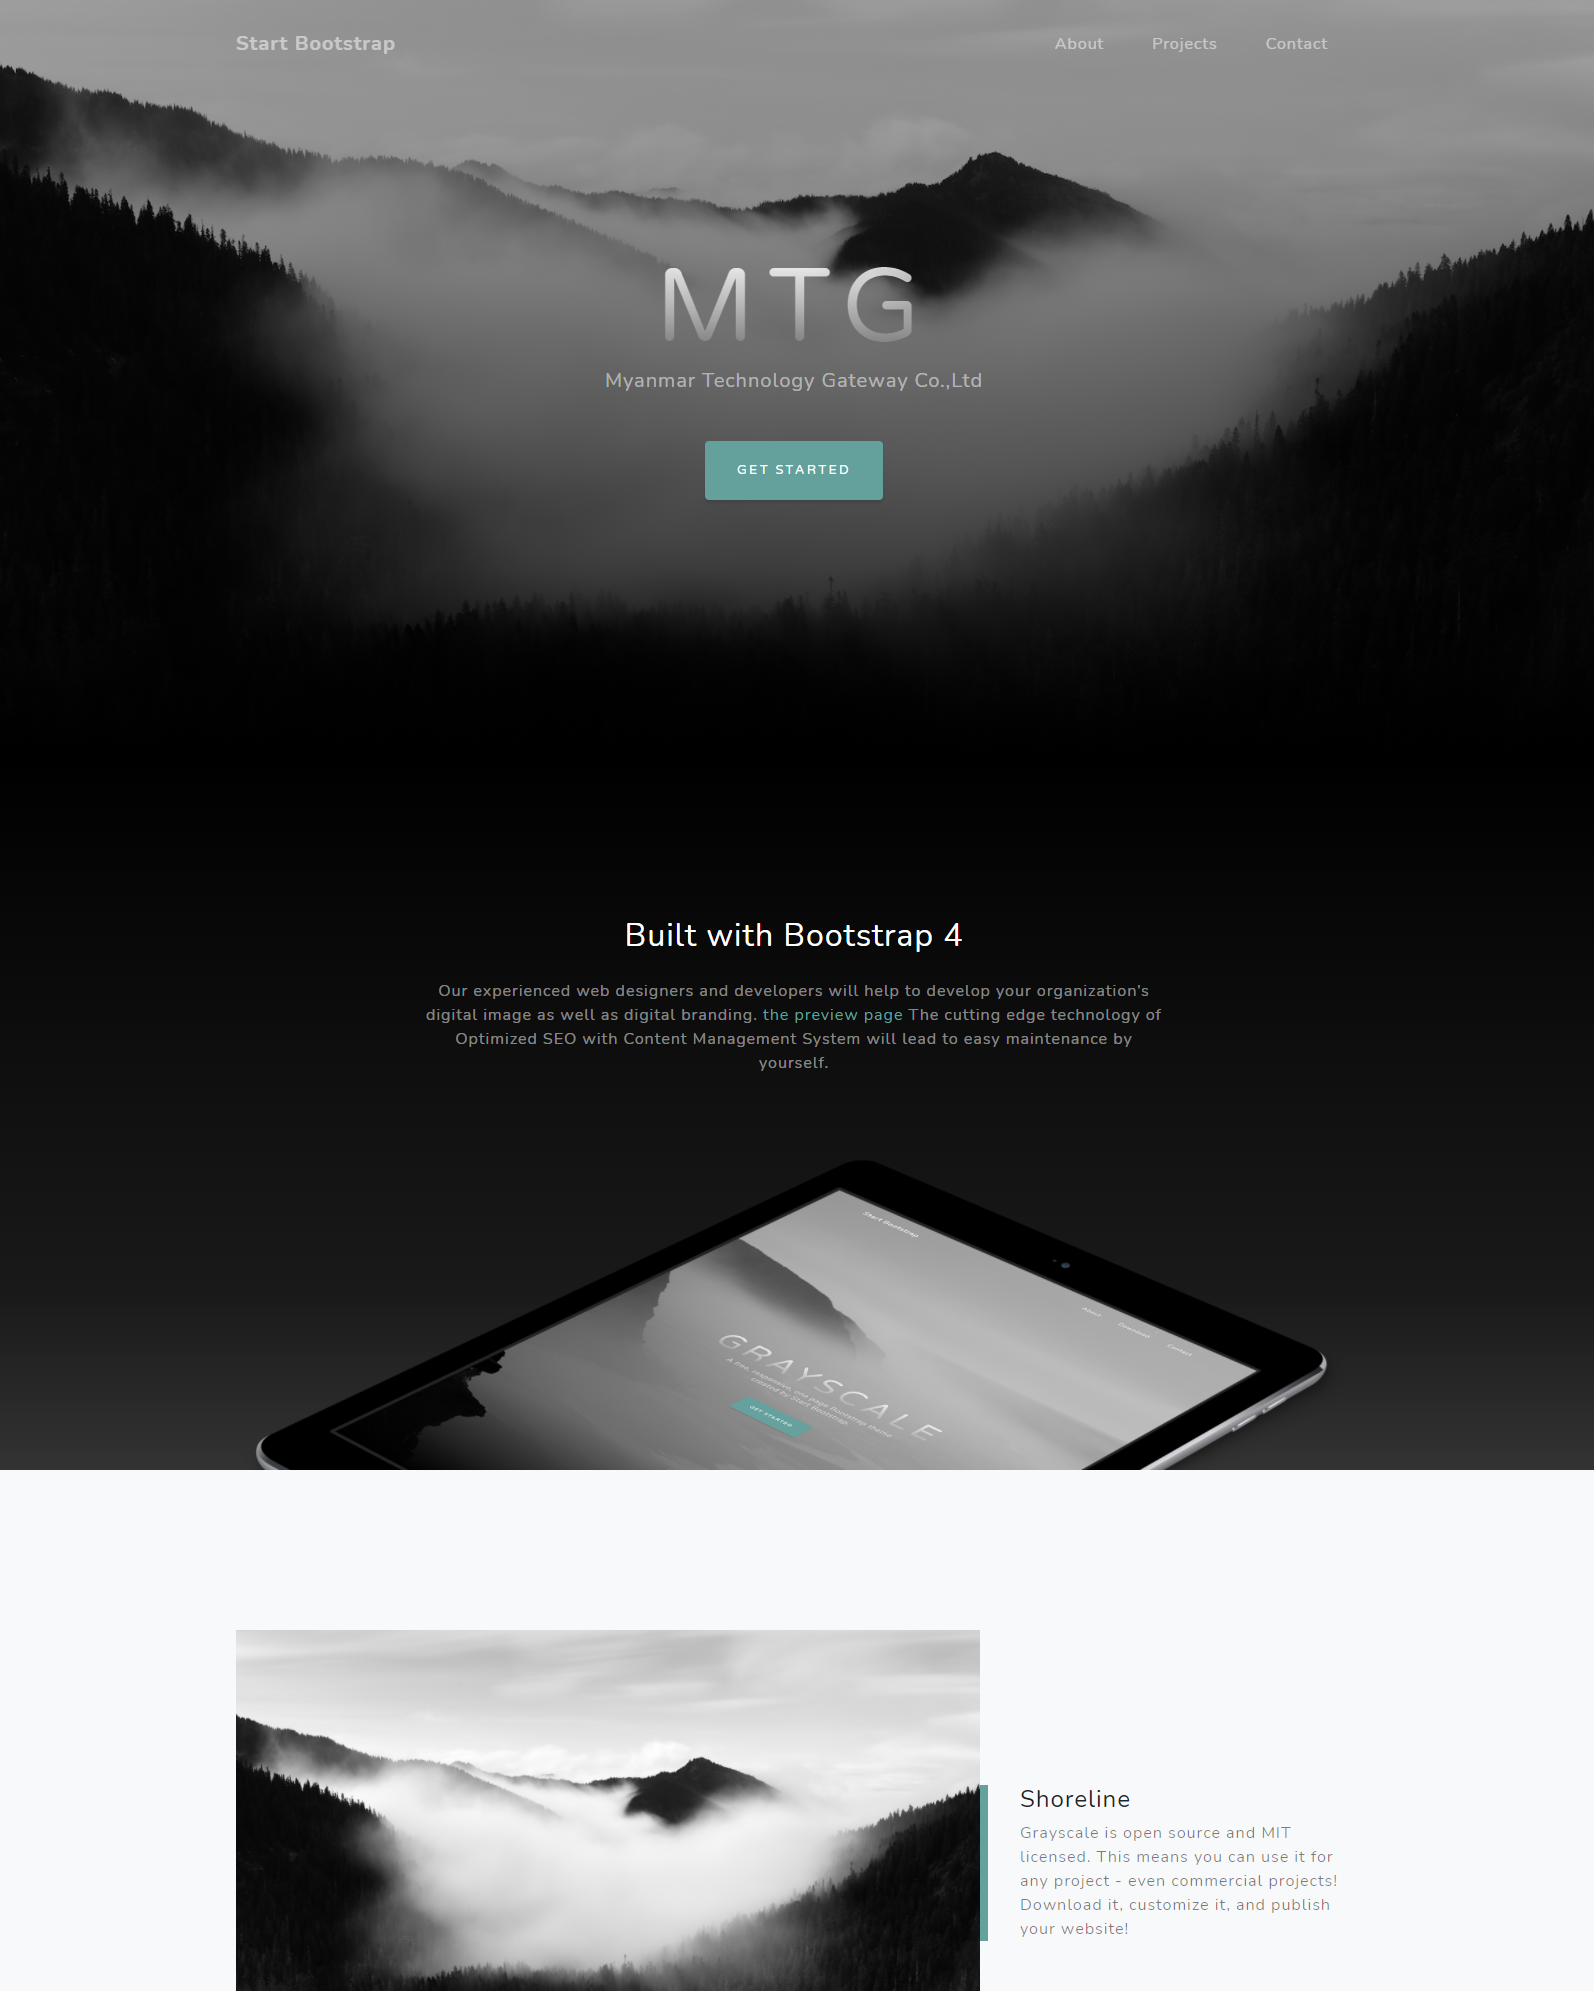 Start Bootstrap
About Projects Contact
MTG
Myanmar Technology Gateway Co.,Ltd
GET STARTED
Built with Bootstrap 4
Our experienced web designers and developers will help to develop your organization's
digital image as well as digital branding. the preview page The cutting edge technology of
Optimized SEO with Content Management System will lead to easy maintenance by
yourself.
Start Bootstrap
About Download Contact
GRAYSCALE
A free, responsive, one page Bootstrap theme
created by Start Bootstrap.
GET STARTED
Shoreline
Grayscale is open source and MIT
licensed. This means you can use it for
any project - even commercial projects!
Download it, customize it, and publish
your website!